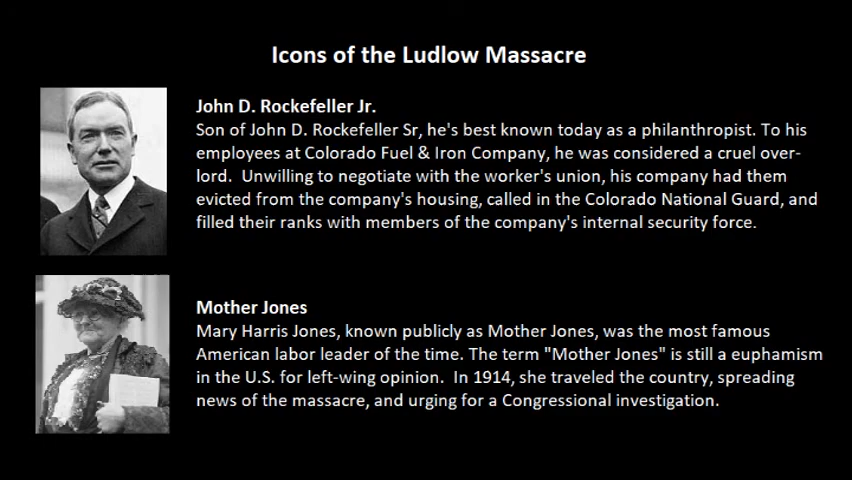 Icons of the Ludlow Massacre
John D. Rockefeller Jr.
Son of John D. Rockefeller Sr, he's best known today as a philanthropist. To his
employees at Colorado Fuel & Iron Company, he was considered a cruel over-
lord.  Unwilling to negotiate with the worker's union, his company had them
evicted from the company's housing, called in the Colorado National Guard, and
filled their ranks with members of the company's internal security force.
Mother Jones
Mary Harris Jones, known publicly as Mother Jones, was the most famous
American labor leader of the time. The term "Mother Jones" is still a euphamism
in the U.S. for left-wing opinion.  In 1914, she traveled the country, spreading
news of the massacre, and urging for a Congressional investigation.